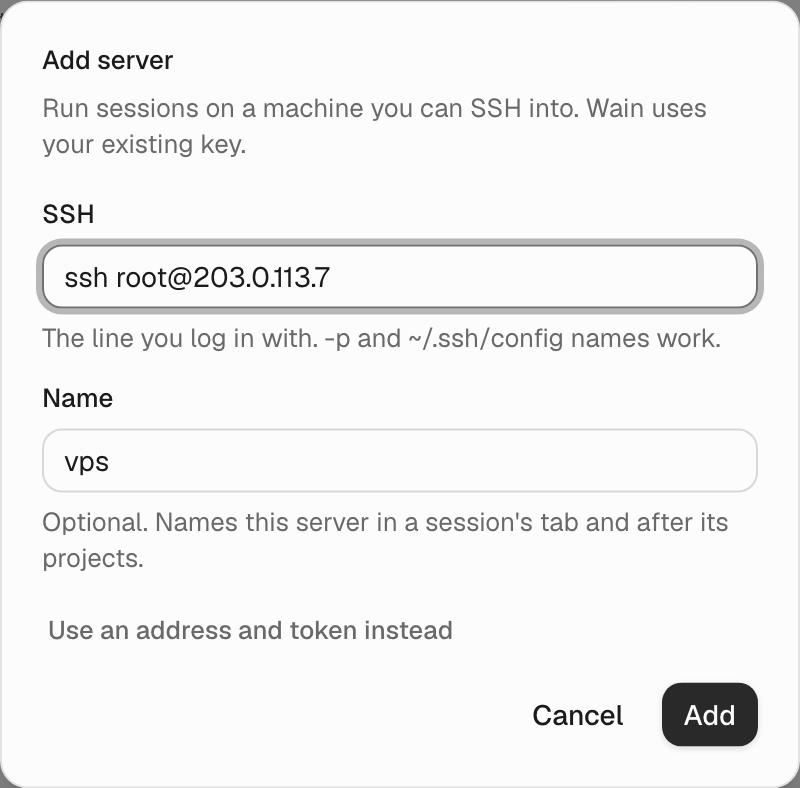 Add server
Run sessions on a machine you can SSH into. Wain uses
your existing key.
SSH
ssh root@203.0.113.7
The line you log in with. -p and ~/.ssh/config names work.
Name
vps
Optional. Names this server in a session's tab and after its
projects.
Use an address and token instead
Cancel
Add